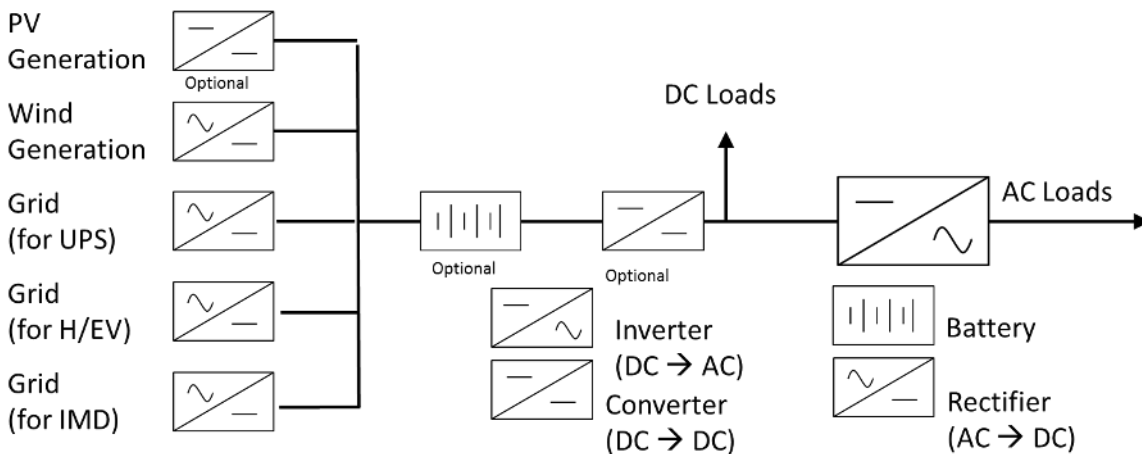 PV
Generation
Optional
Wind
Generation
Grid
(for UPS)
Grid
(for H/EV)
Grid
(for IMD)
Optional
Optional
DC Loads
AC Loads
Inverter
(DC → AC)
Converter
(DC → DC)
Battery
Rectifier
(AC → DC)